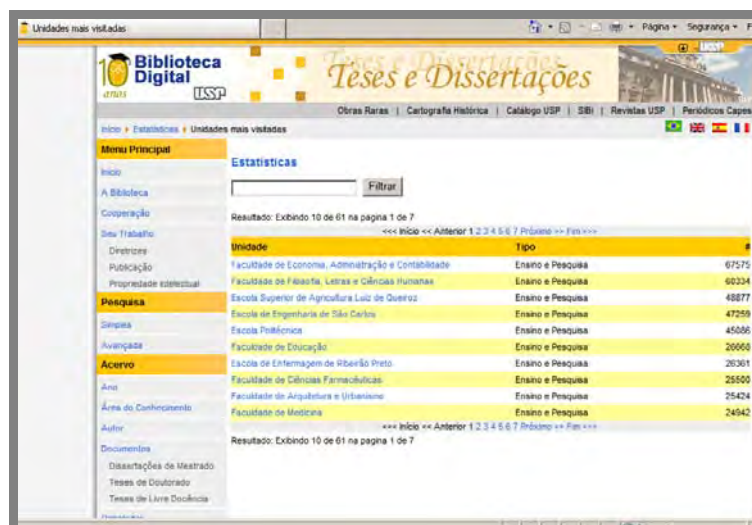 Unidades mais visitadas
Página Segurança
10 anos
Biblioteca Digital USP
Teses e Dissertações
USP
Obras Raras | Cartografia Histórica | Catálogo USP | SIBi | Revistas USP | Periódicos Capes
Início Estatísticas Unidades mais visitadas
Menu Principal
Início
A Biblioteca
Cooperação
Seu Trabalho
Diretrizes
Publicação
Propriedade Intelectual
Pesquisa
Simples
Avançada
Acervo
Ano
Área do Conhecimento
Autor
Documentos
Dissertações de Mestrado
Teses de Doutorado
Teses de Livre Docência
Estatísticas
Filtrar
Resultado: Exibindo 10 de 61 na pagina 1 de 7
<<< Início << Anterior 1 2 3 4 5 6 7 Próximo >> Fim >>>
Unidade Tipo #
Faculdade de Economia, Administração e Contabilidade Ensino e Pesquisa 67575
Faculdade de Filosofia, Letras e Ciências Humanas Ensino e Pesquisa 60334
Escola Superior de Agricultura Luiz de Queiroz Ensino e Pesquisa 48877
Escola de Engenharia de São Carlos Ensino e Pesquisa 47259
Escola Politécnica Ensino e Pesquisa 45086
Faculdade de Educação Ensino e Pesquisa 26660
Escola de Enfermagem de Ribeirão Preto Ensino e Pesquisa 26361
Faculdade de Ciências Farmacêuticas Ensino e Pesquisa 25500
Faculdade de Arquitetura e Urbanismo Ensino e Pesquisa 25424
Faculdade de Medicina Ensino e Pesquisa 24942
<<< Início << Anterior 1 2 3 4 5 6 7 Próximo >> Fim >>>
Resultado: Exibindo 10 de 61 na pagina 1 de 7